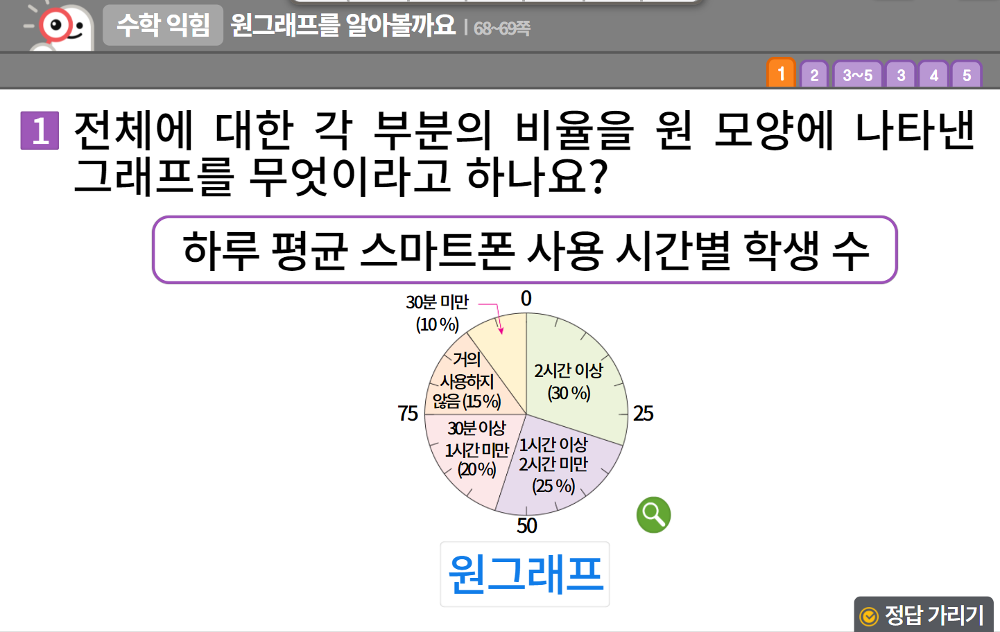 수학 익힘 원그래프를 알아볼까요 | 68~69쪽
1 2 3~5 3 4 5
1 전체에 대한 각 부분의 비율을 원 모양에 나타낸
그래프를 무엇이라고 하나요?
하루 평균 스마트폰 사용 시간별 학생 수
0
30분 미만
(10 %)
거의
사용하지
않음 (15 %)
2시간 이상
(30 %)
75
25
30분 이상
1시간 미만
(20 %)
1시간 이상
2시간 미만
(25 %)
50
원그래프
정답 가리기